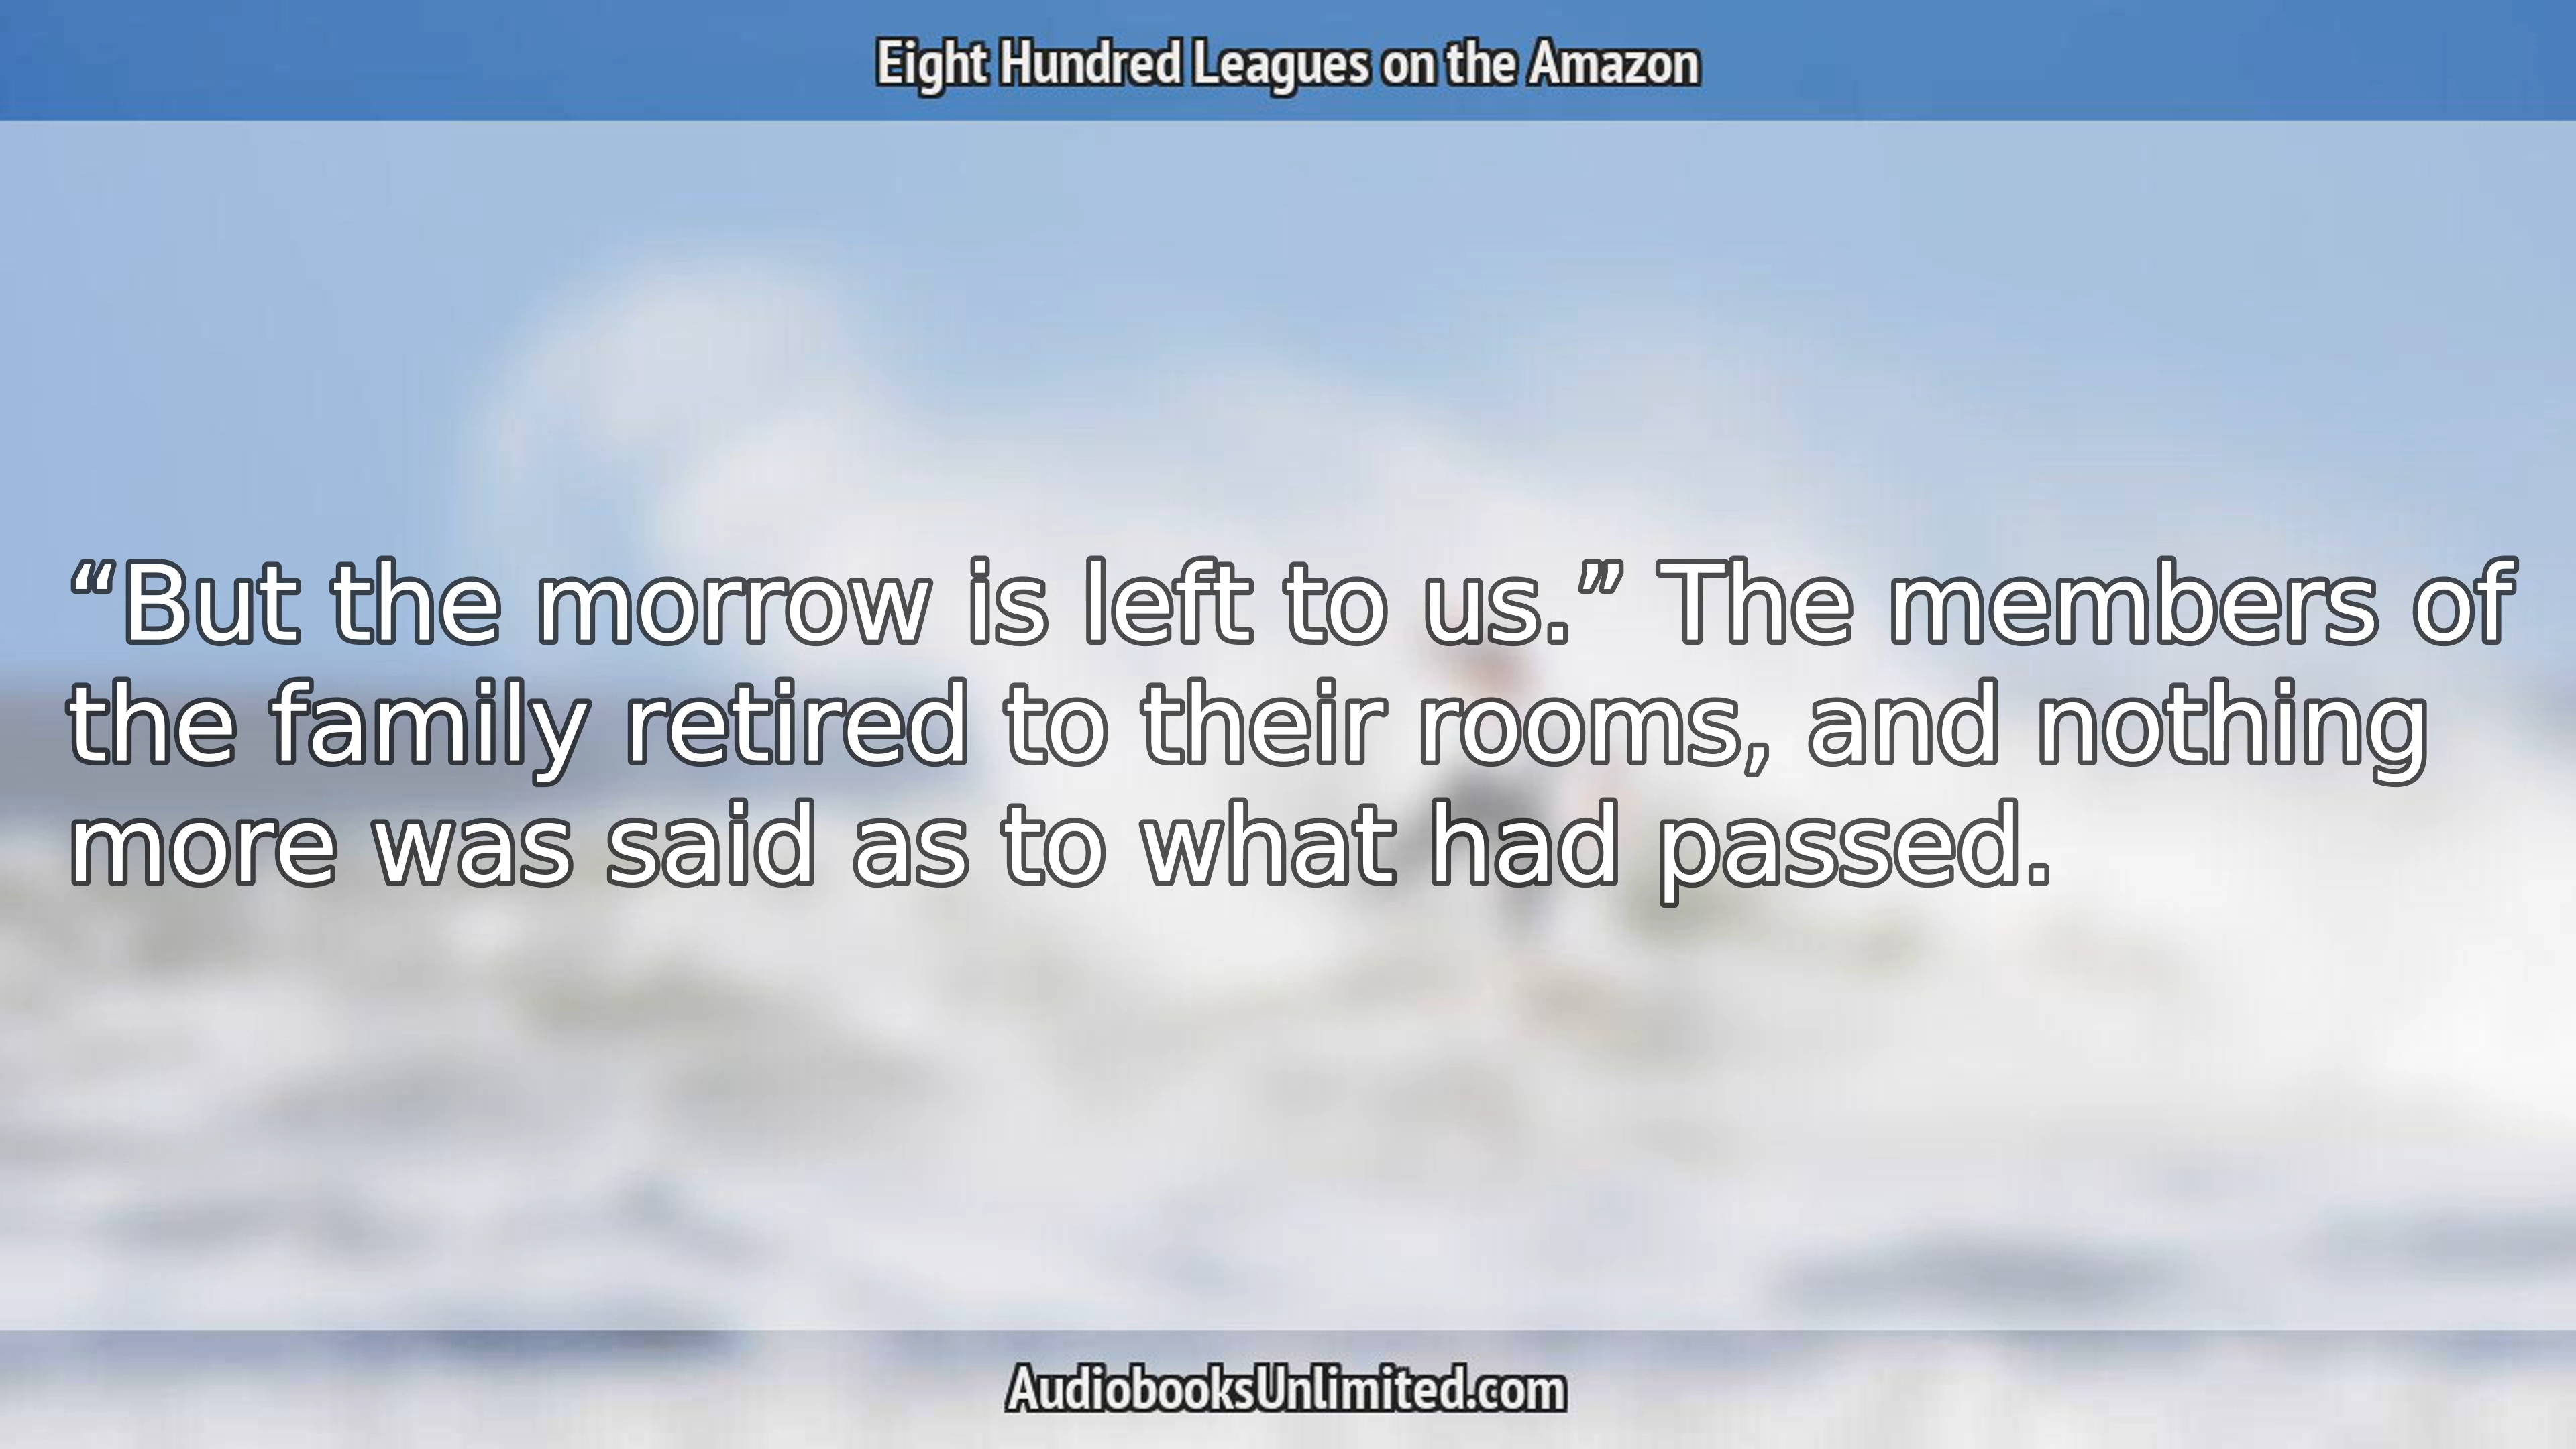 Eight Hundred Leagues on the Amazon
“But the morrow is left to us.” The members of
the family retired to their rooms, and nothing
more was said as to what had passed.
AudiobooksUnlimited.com